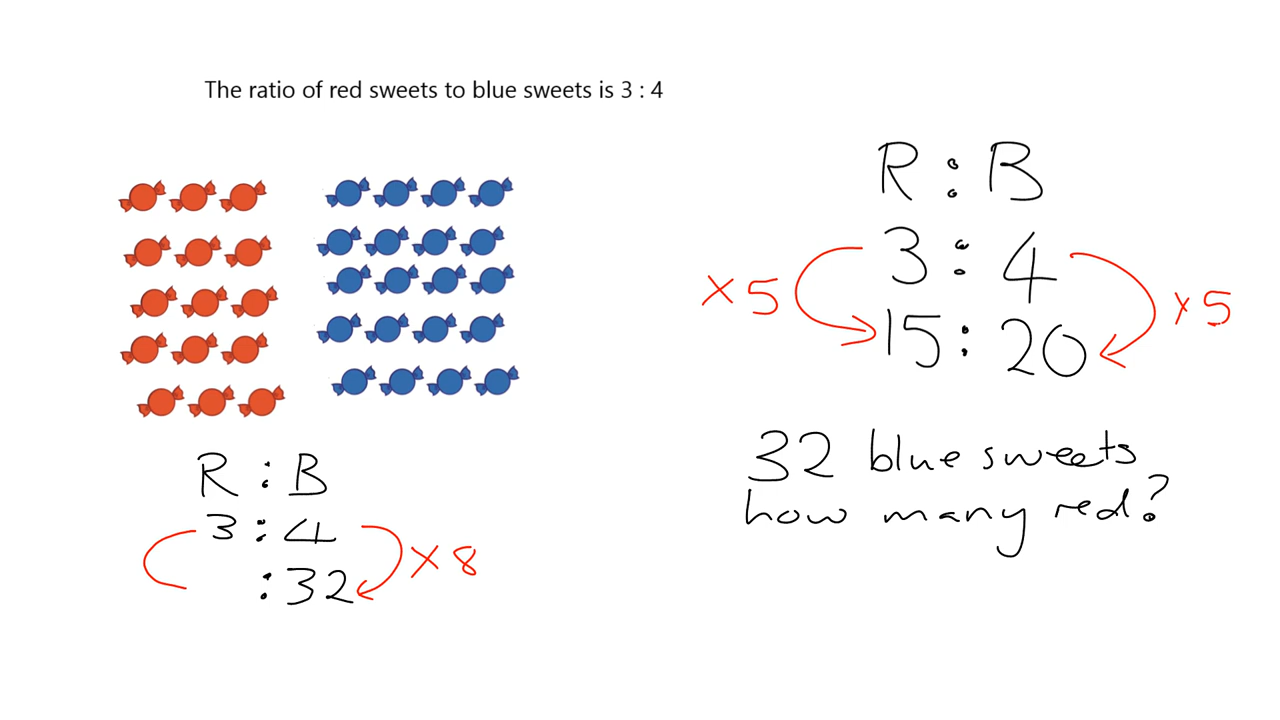 The ratio of red sweets to blue sweets is 3 : 4
R : B
3 : 4
×5
×5
15 : 20
32 blue sweets
how many red?
R : B
3 : 4
×8
: 32